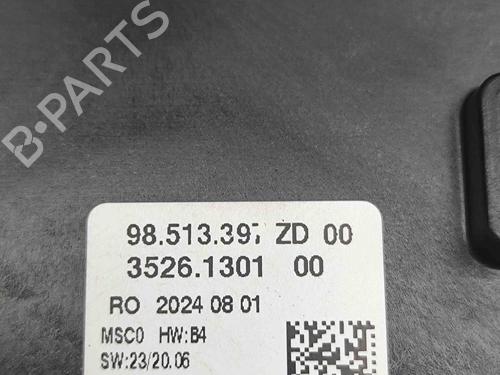 B-PARTS
98.513.397 ZD 00
3526.1301 00
RO 2024 08 01
MSC0 HW:B4
SW:23/20.06